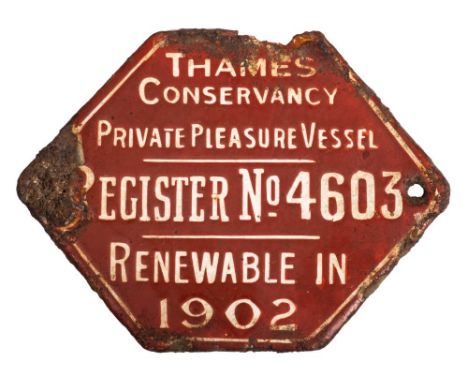 THAMES
CONSERVANCY
PRIVATE PLEASURE VESSEL
REGISTER No 4603
RENEWABLE IN
1902